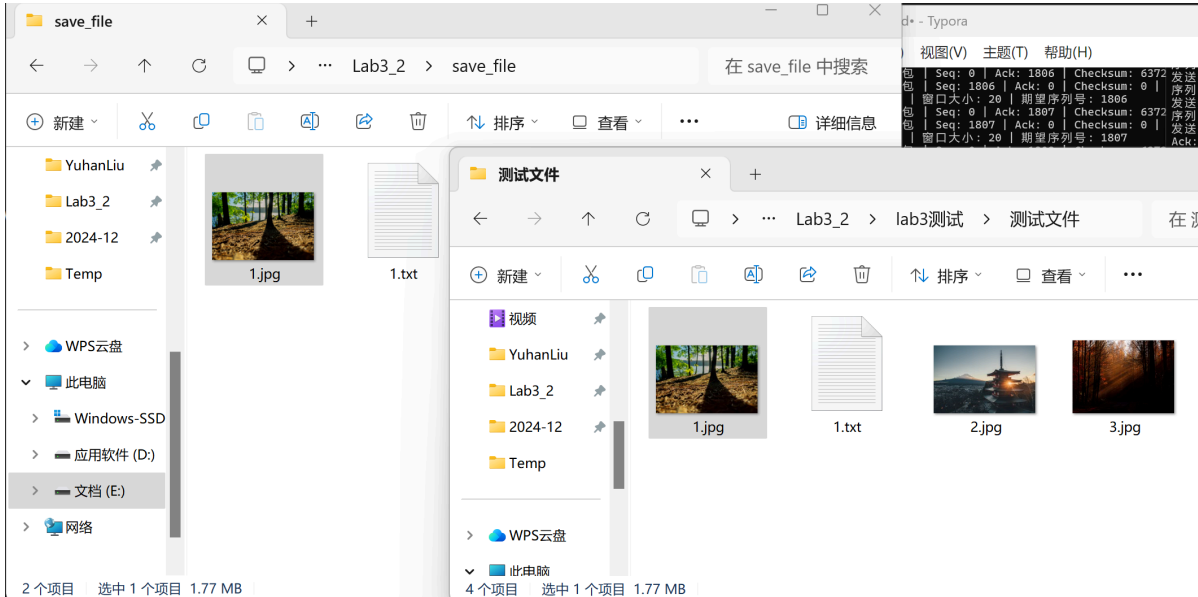 save_file
Lab3_2
save_file
在 save_file 中搜索
新建
排序
查看
详细信息
YuhanLiu
Lab3_2
2024-12
Temp
WPS云盘
此电脑
Windows-SSD
应用软件 (D:)
文档 (E:)
网络
1.jpg
1.txt
2 个项目
选中 1 个项目 1.77 MB
d• - Typora
视图(V) 主题(T) 帮助(H)
包 | Seq: 0 | Ack: 1806 | Checksum: 6372
包 | Seq: 1806 | Ack: 0 | Checksum: 0 |
| 窗口大小: 20 | 期望序列号: 1806
包 | Seq: 0 | Ack: 1807 | Checksum: 6372
包 | Seq: 1807 | Ack: 0 | Checksum: 0 |
| 窗口大小: 20 | 期望序列号: 1807
发送
序列
发送
序列
发送
Ack:
测试文件
Lab3_2
lab3测试
测试文件
在
新建
排序
查看
视频
YuhanLiu
Lab3_2
2024-12
Temp
WPS云盘
此电脑
1.jpg
1.txt
2.jpg
3.jpg
4 个项目
选中 1 个项目 1.77 MB